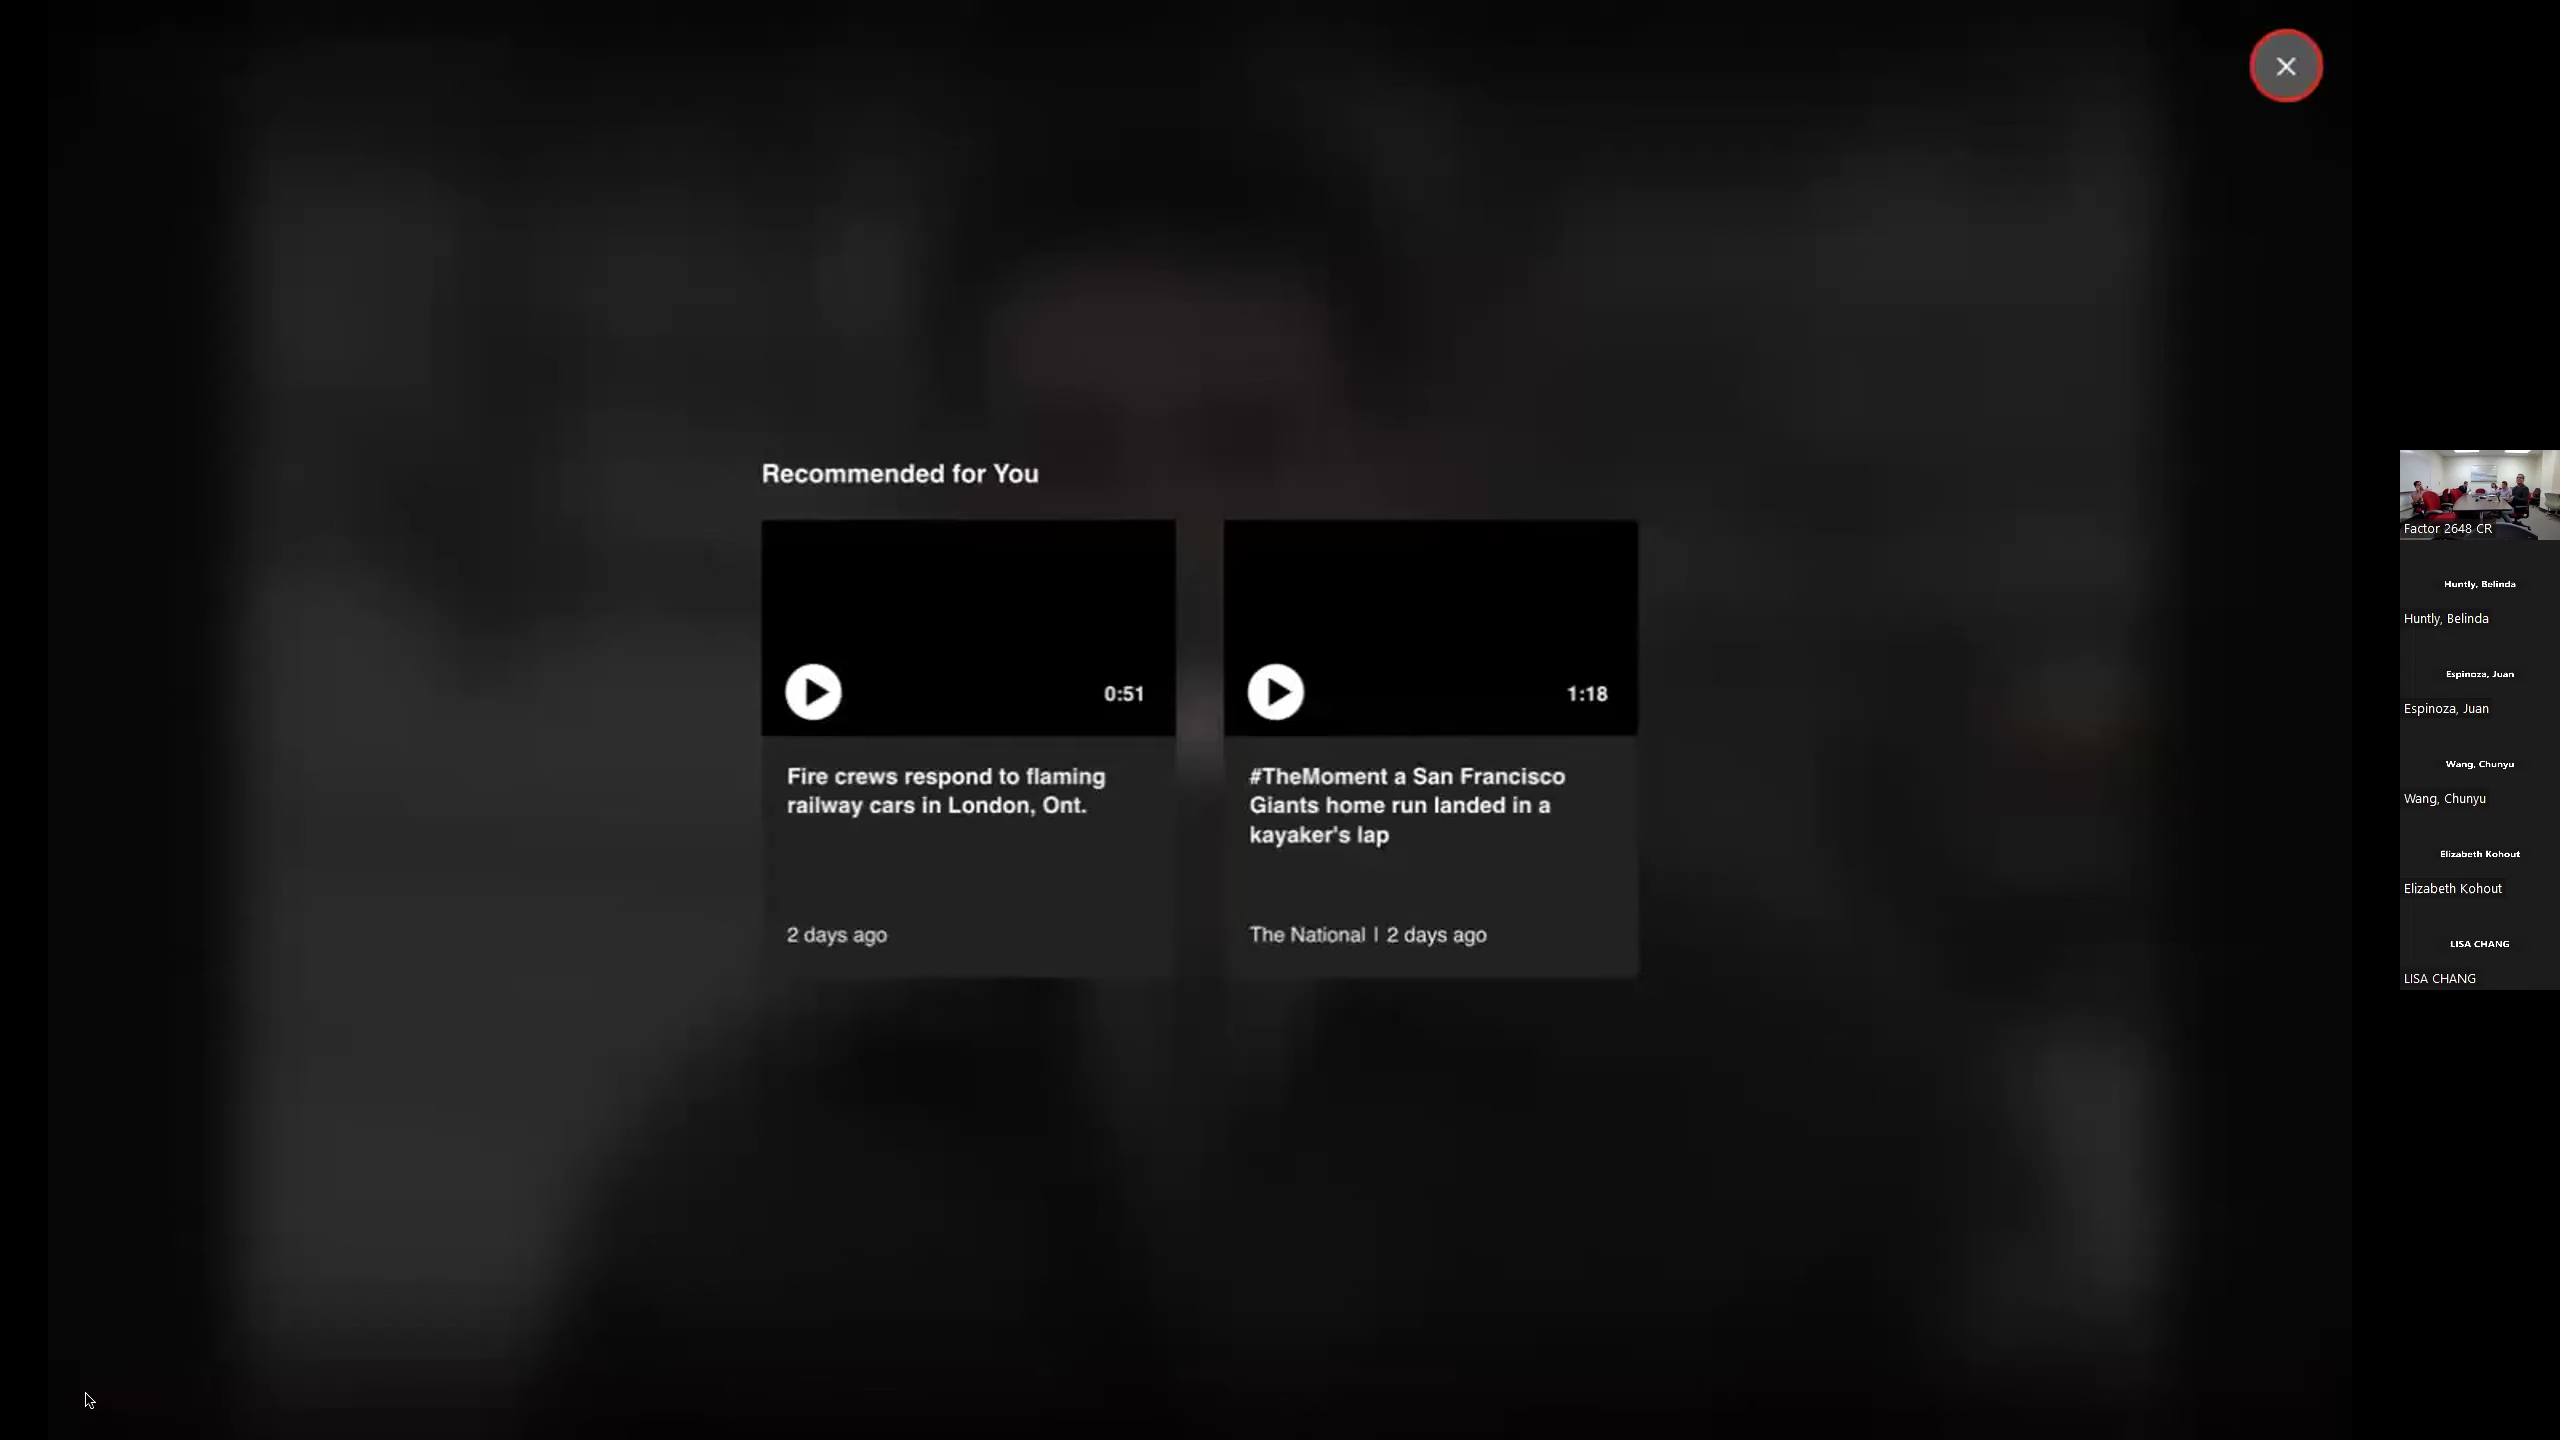 Recommended for You
0:51
1:18
Fire crews respond to flaming
railway cars in London, Ont.
#TheMoment a San Francisco
Giants home run landed in a
kayaker's lap
2 days ago
The National | 2 days ago
Factor 2648 CR
Huntly, Belinda
Huntly, Belinda
Espinoza, Juan
Espinoza, Juan
Wang, Chunyu
Wang, Chunyu
Elizabeth Kohout
Elizabeth Kohout
LISA CHANG
LISA CHANG